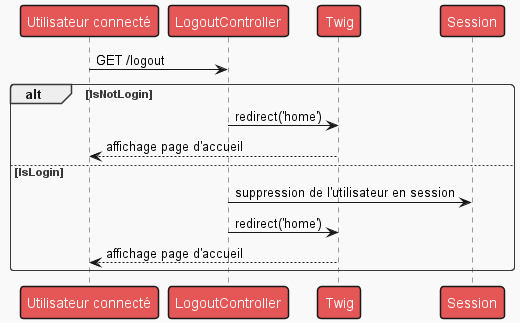 Utilisateur connecté LogoutController Twig Session
GET /logout
alt [IsNotLogin]
redirect('home')
affichage page d'accueil
[IsLogin]
suppression de l'utilisateur en session
redirect('home')
affichage page d'accueil
Utilisateur connecté LogoutController Twig Session